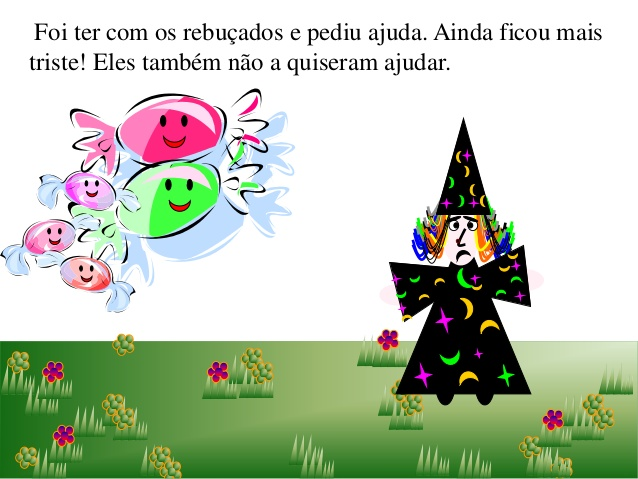 Foi ter com os rebuçados e pediu ajuda. Ainda ficou mais
triste! Eles também não a quiseram ajudar.